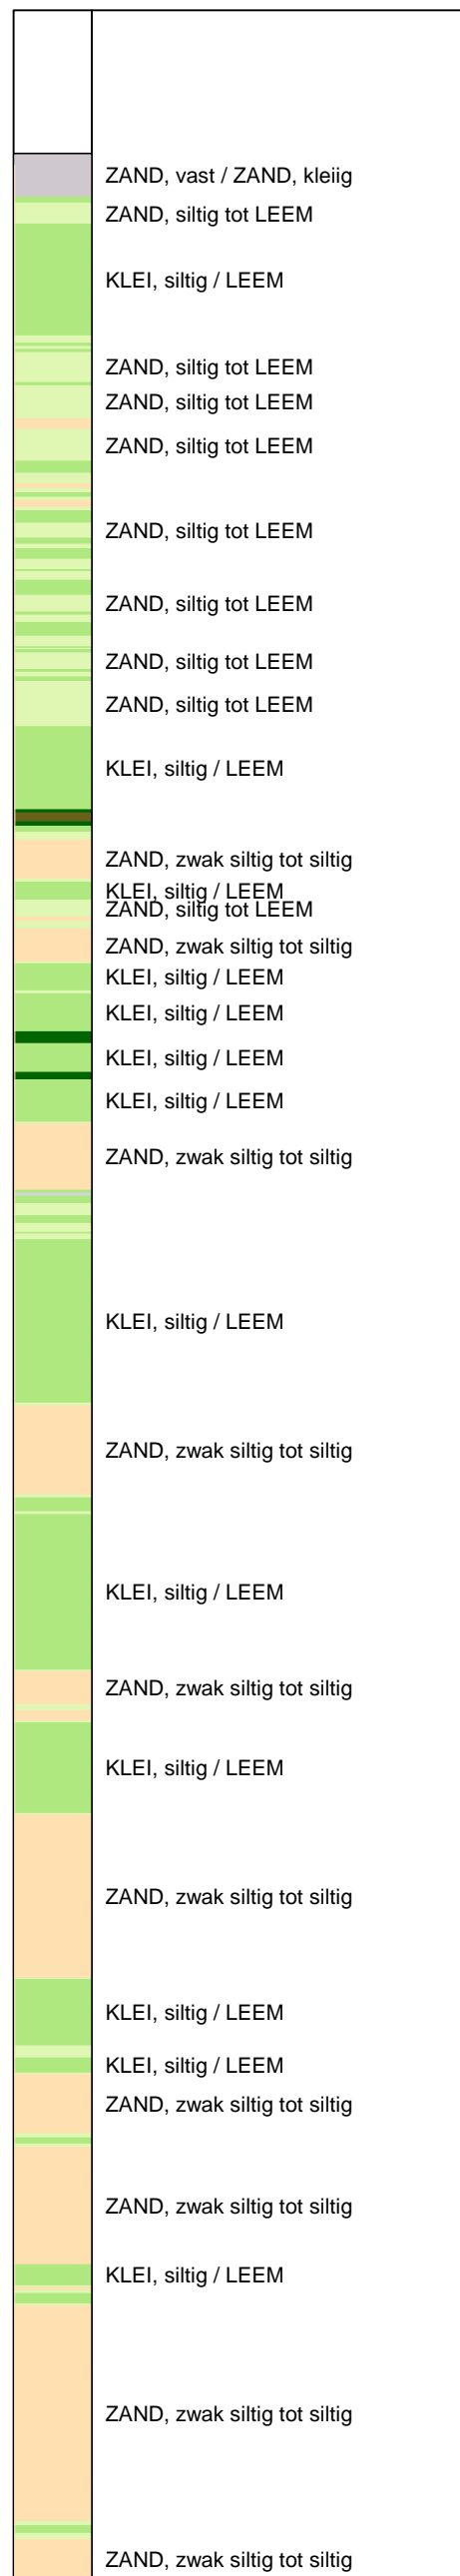 ZAND, vast / ZAND, kleiig
ZAND, siltig tot LEEM
KLEI, siltig / LEEM
ZAND, siltig tot LEEM
ZAND, siltig tot LEEM
ZAND, siltig tot LEEM
ZAND, siltig tot LEEM
ZAND, siltig tot LEEM
ZAND, siltig tot LEEM
ZAND, siltig tot LEEM
KLEI, siltig / LEEM
ZAND, zwak siltig tot siltig
KLEI, siltig / LEEM
ZAND, siltig tot LEEM
ZAND, zwak siltig tot siltig
KLEI, siltig / LEEM
KLEI, siltig / LEEM
KLEI, siltig / LEEM
KLEI, siltig / LEEM
ZAND, zwak siltig tot siltig
KLEI, siltig / LEEM
ZAND, zwak siltig tot siltig
KLEI, siltig / LEEM
ZAND, zwak siltig tot siltig
KLEI, siltig / LEEM
ZAND, zwak siltig tot siltig
KLEI, siltig / LEEM
KLEI, siltig / LEEM
ZAND, zwak siltig tot siltig
ZAND, zwak siltig tot siltig
KLEI, siltig / LEEM
ZAND, zwak siltig tot siltig
ZAND, zwak siltig tot siltig